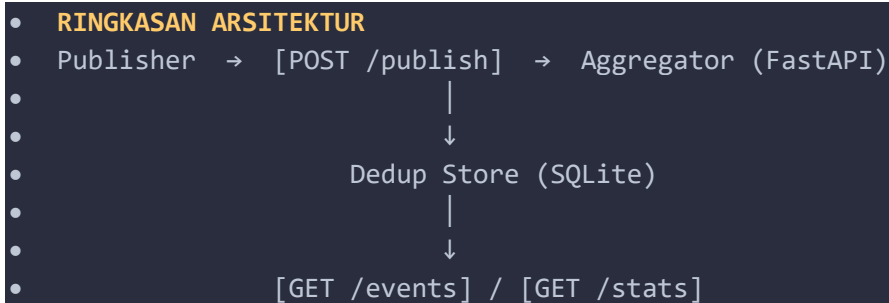 • RINGKASAN ARSITEKTUR
• Publisher → [POST /publish] → Aggregator (FastAPI)
• │
• ↓
• Dedup Store (SQLite)
• │
• ↓
• [GET /events] / [GET /stats]